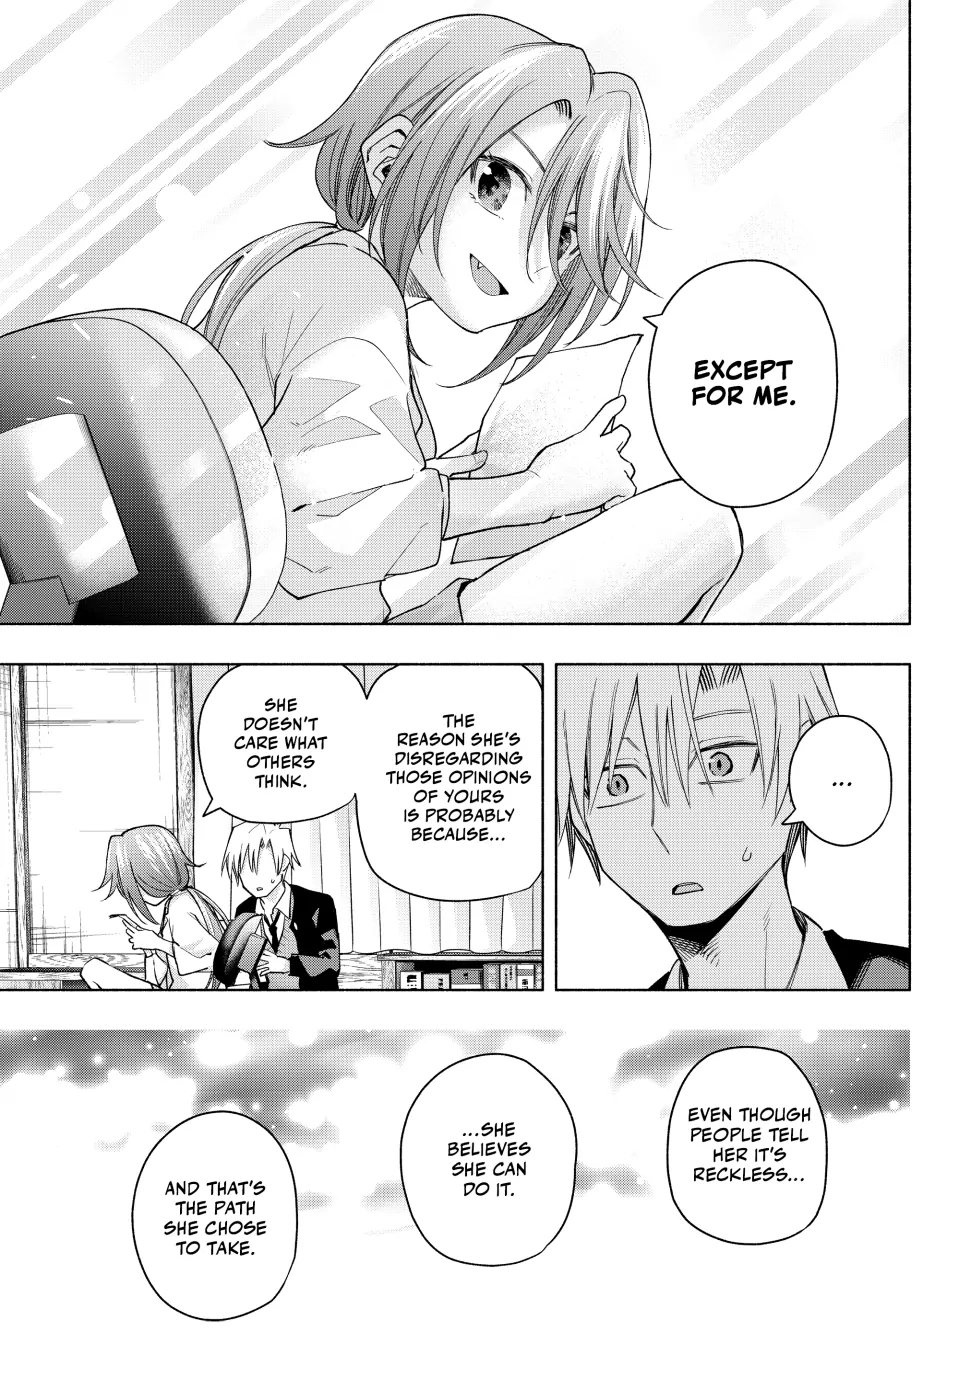 EXCEPT
FOR ME.
...
THE
REASON SHE'S
DISREGARDING
THOSE OPINIONS
OF YOURS
IS PROBABLY
BECAUSE...
SHE
DOESN'T
CARE WHAT
OTHERS
THINK.
EVEN THOUGH
PEOPLE TELL
HER IT'S
RECKLESS...
...SHE
BELIEVES
SHE CAN
DO IT.
AND THAT'S
THE PATH
SHE CHOSE
TO TAKE.